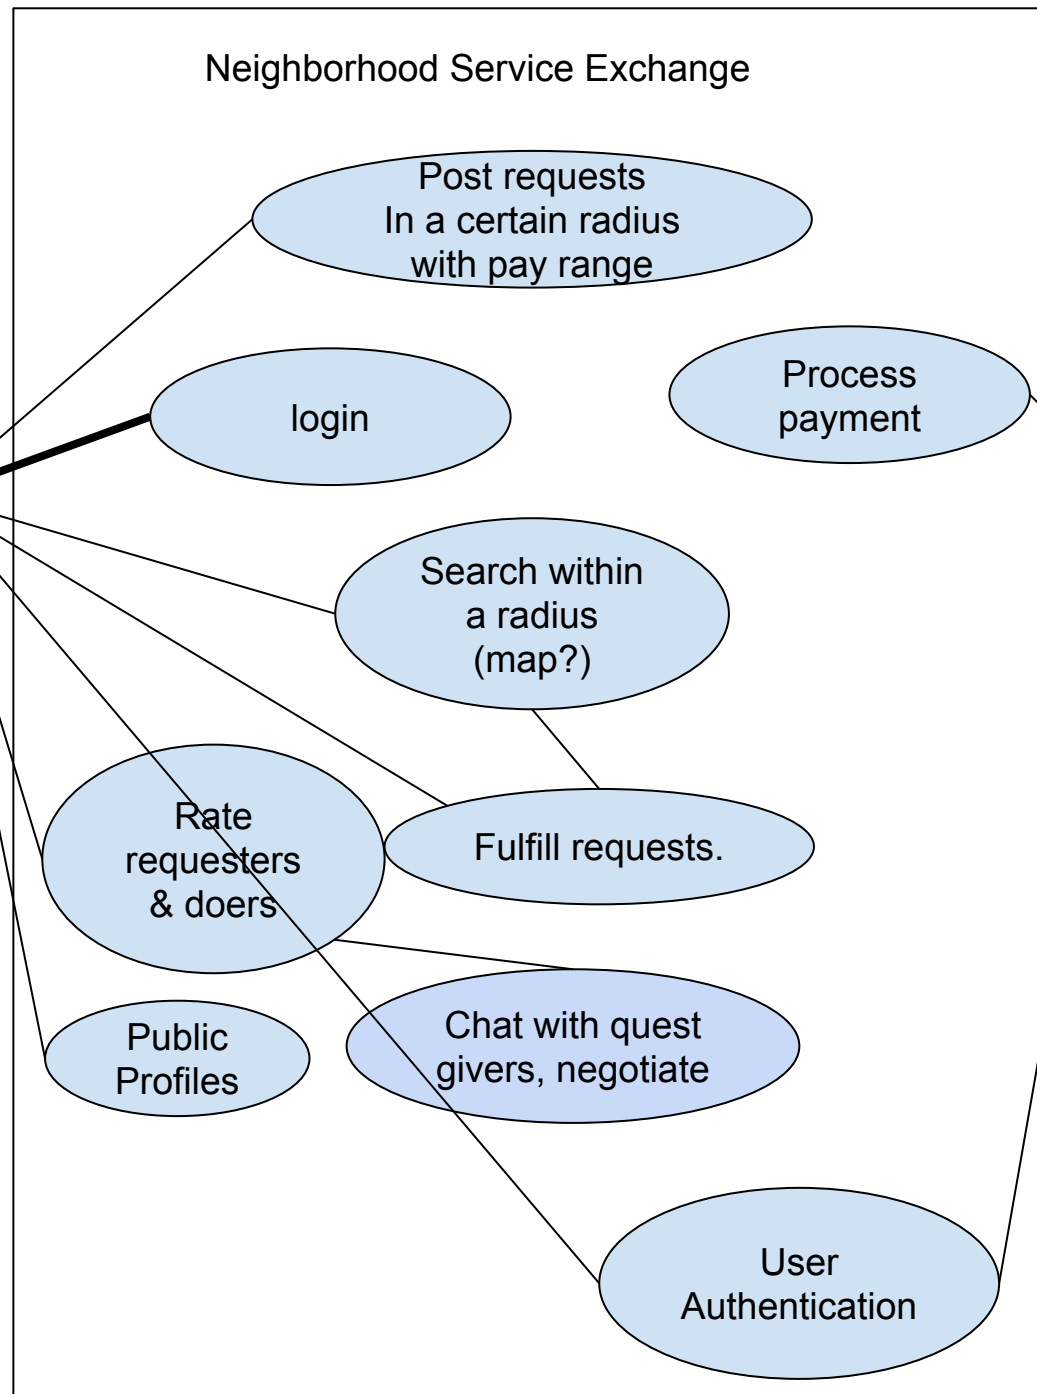 Neighborhood Service Exchange
Post requests
In a certain radius
with pay range
Process
payment
login
Search within
a radius
(map?)
Rate
requesters
& doers
Fulfill requests.
Public
Profiles
Chat with quest
givers, negotiate
User
Authentication